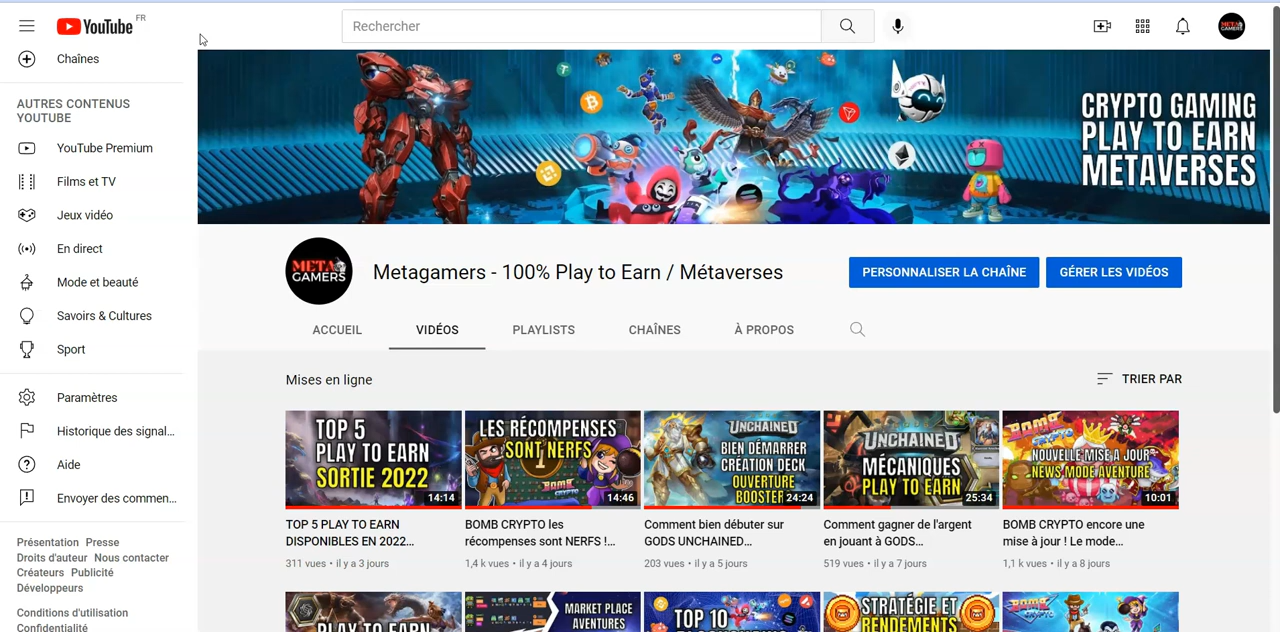 YouTube FR
Rechercher
Chaînes
AUTRES CONTENUS
YOUTUBE
YouTube Premium
Films et TV
Jeux vidéo
En direct
Mode et beauté
Savoirs & Cultures
Sport
Paramètres
Historique des signal...
Aide
Envoyer des commen...
Présentation Presse
Droits d'auteur Nous contacter
Créateurs Publicité
Développeurs
Conditions d'utilisation
Confidentialité
CRYPTO GAMING
PLAY TO EARN
METAVERSES
META
GAMERS
Metagamers - 100% Play to Earn / Métaverses
PERSONNALISER LA CHAÎNE
GÉRER LES VIDÉOS
ACCUEIL
VIDÉOS
PLAYLISTS
CHAÎNES
À PROPOS
Mises en ligne
TRIER PAR
TOP 5
PLAY TO EARN
SORTIE 2022
14:14
TOP 5 PLAY TO EARN
DISPONIBLES EN 2022...
311 vues • il y a 3 jours
LES RÉCOMPENSES
SONT NERFS
BOMB
CRYPTO
14:46
BOMB CRYPTO les
récompenses sont NERFS !...
1,4 k vues • il y a 4 jours
UNCHAINED
BIEN DÉMARRER
CRÉATION DECK
OUVERTURE
BOOSTER
24:24
Comment bien débuter sur
GODS UNCHAINED...
203 vues • il y a 5 jours
UNCHAINED
MÉCANIQUES
PLAY TO EARN
25:34
Comment gagner de l'argent
en jouant à GODS...
519 vues • il y a 7 jours
BOMB
CRYPTO
NOUVELLE MISE A JOUR
NEWS MODE AVENTURE
10:01
BOMB CRYPTO encore une
mise à jour ! Le mode...
1,1 k vues • il y a 8 jours
PLAY TO EARN
MARKET PLACE
AVENTURES
TOP 10
STRATÉGIE ET
RENDEMENTS